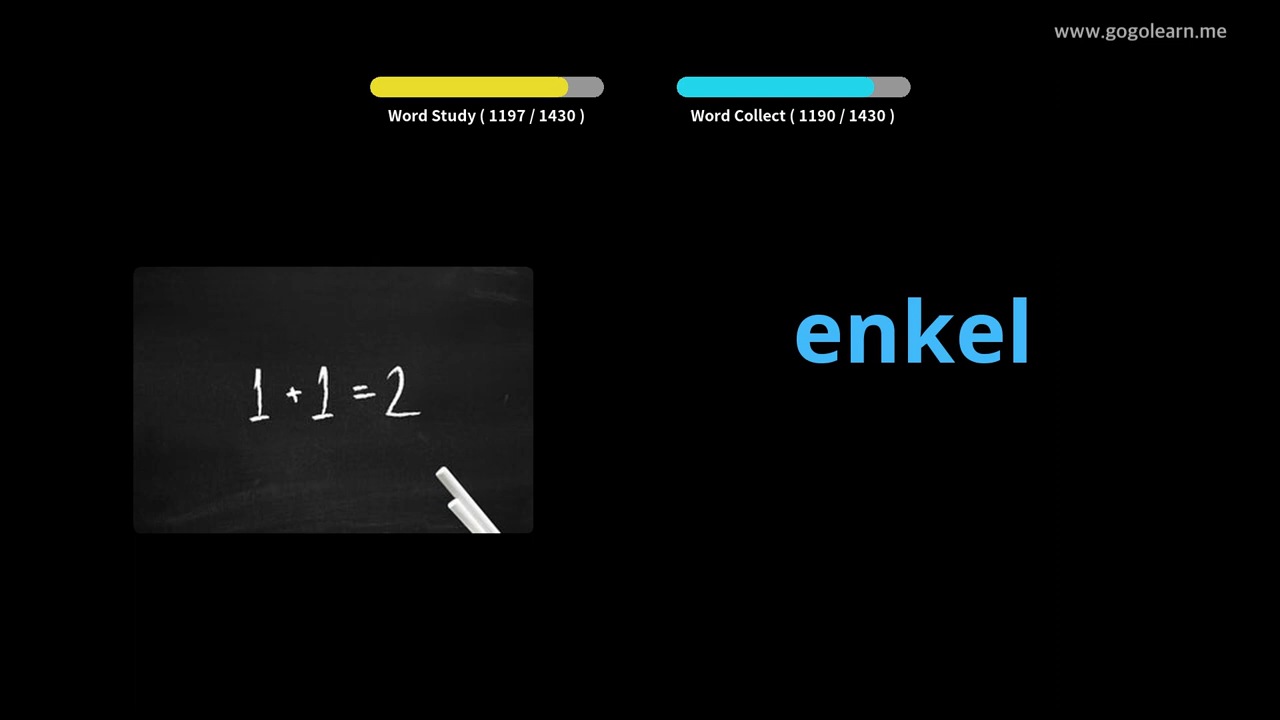 www.gogolearn.me
Word Study ( 1197 / 1430 )
Word Collect ( 1190 / 1430 )
enkel
1 + 1 = 2